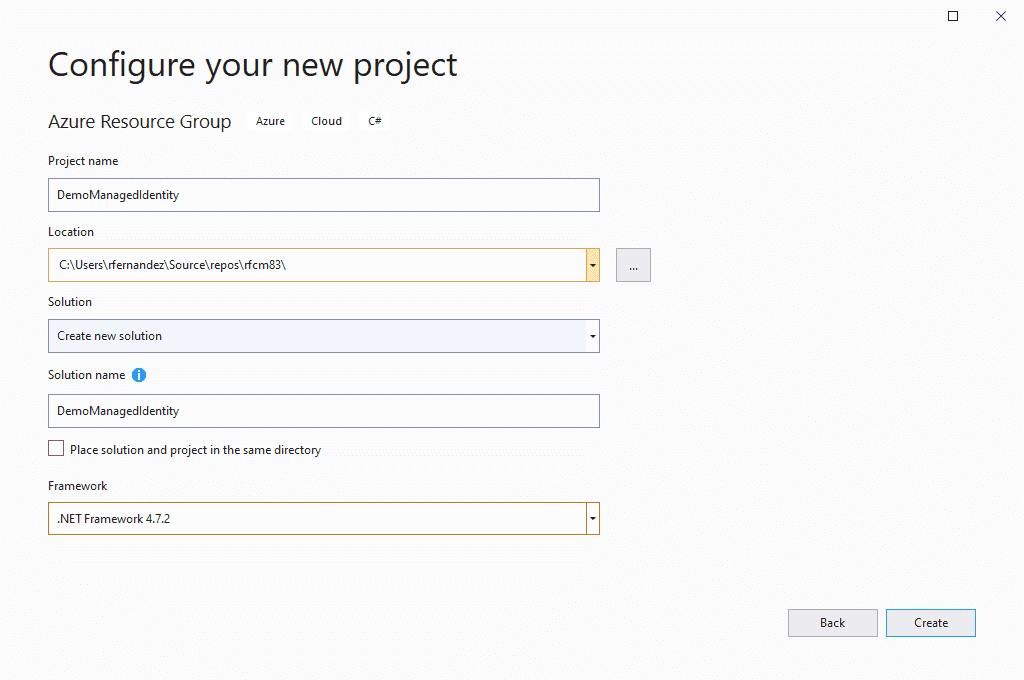 Configure your new project
Azure Resource Group Azure Cloud C#
Project name
DemoManagedIdentity
Location
C:\Users\rfernandez\Source\repos\rfcm83\
...
Solution
Create new solution
Solution name
DemoManagedIdentity
Place solution and project in the same directory
Framework
.NET Framework 4.7.2
Back Create